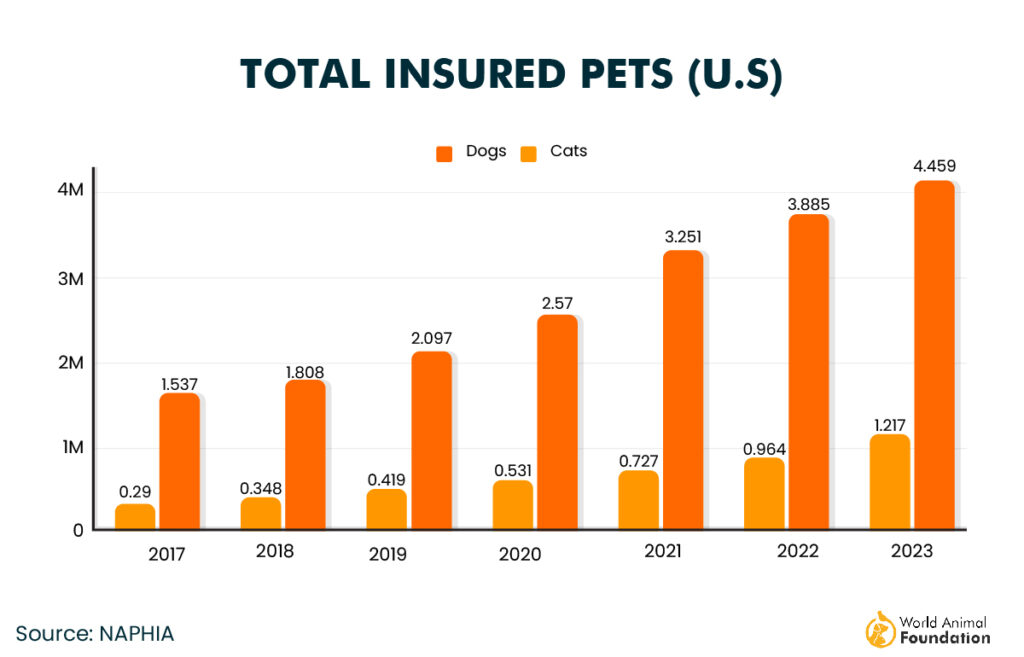 TOTAL INSURED PETS (U.S)
Dogs Cats
4M
3M
2M
1M
0
0.29
1.537
0.348
1.808
0.419
2.097
0.531
2.57
0.727
3.251
0.964
3.885
1.217
4.459
2017 2018 2019 2020 2021 2022 2023
Source: NAPHIA
World Animal
Foundation